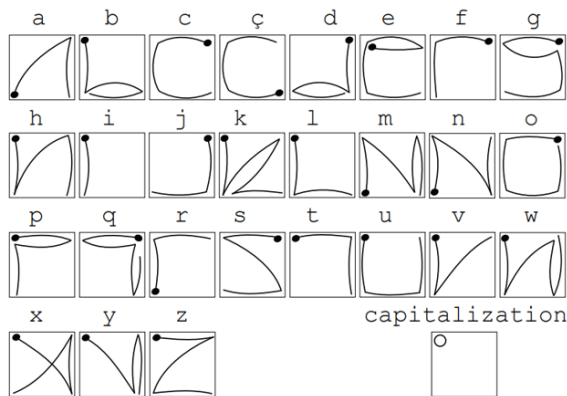 a b c ç d e f g
h i j k l m n o
p q r s t u v w
x y z capitalization